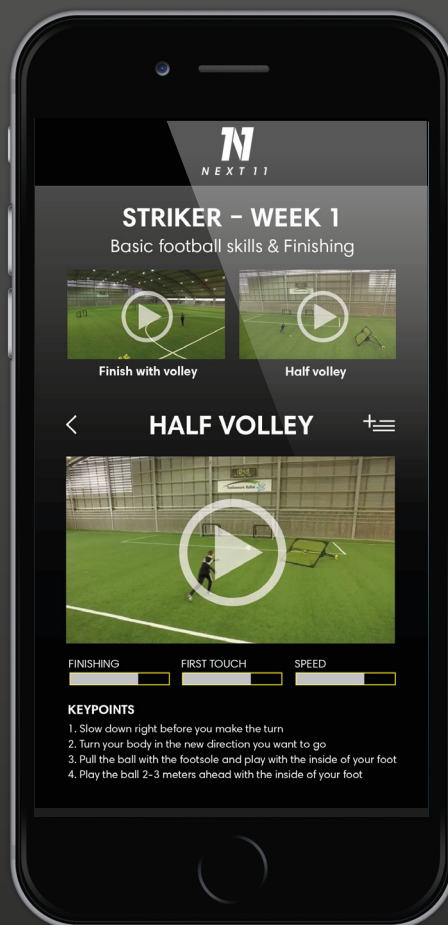 NEXT 11
STRIKER – WEEK 1
Basic football skills & Finishing
Finish with volley
Half volley
HALF VOLLEY
FINISHING
FIRST TOUCH
SPEED
KEYPOINTS
1. Slow down right before you make the turn
2. Turn your body in the new direction you want to go
3. Pull the ball with the footsole and play with the inside of your foot
4. Play the ball 2-3 meters ahead with the inside of your foot